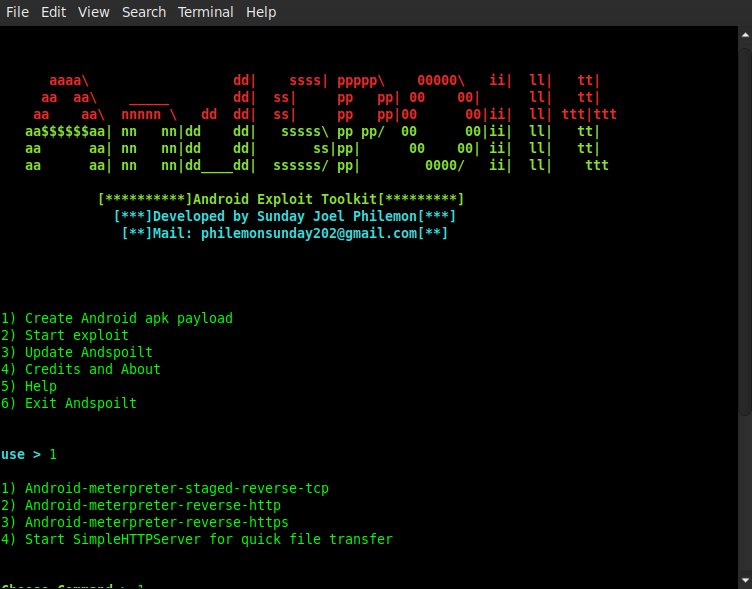 File Edit View Search Terminal Help
aaaa\ dd| ssss| ppppp\ 00000\ ii| ll| tt|
aa aa\ _____ dd| ss| pp pp| 00 00| ll| tt|
aa aa\ nnnnn \ dd dd| ss| pp pp|00 00|ii| ll| ttt|ttt
aa$$$$$$aa| nn nn|dd dd| sssss\ pp pp/ 00 00|ii| ll| tt|
aa aa| nn nn|dd dd| ss|pp| 00 00| ii| ll| tt|
aa aa| nn nn|dd____dd| ssssss/ pp| 0000/ ii| ll| ttt
[**********]Android Exploit Toolkit[*********]
[***]Developed by Sunday Joel Philemon[***]
[**]Mail: philemonsunday202@gmail.com[**]
1) Create Android apk payload
2) Start exploit
3) Update Andspoilt
4) Credits and About
5) Help
6) Exit Andspoilt
use > 1
1) Android-meterpreter-staged-reverse-tcp
2) Android-meterpreter-reverse-http
3) Android-meterpreter-reverse-https
4) Start SimpleHTTPServer for quick file transfer
Choose Command : 1